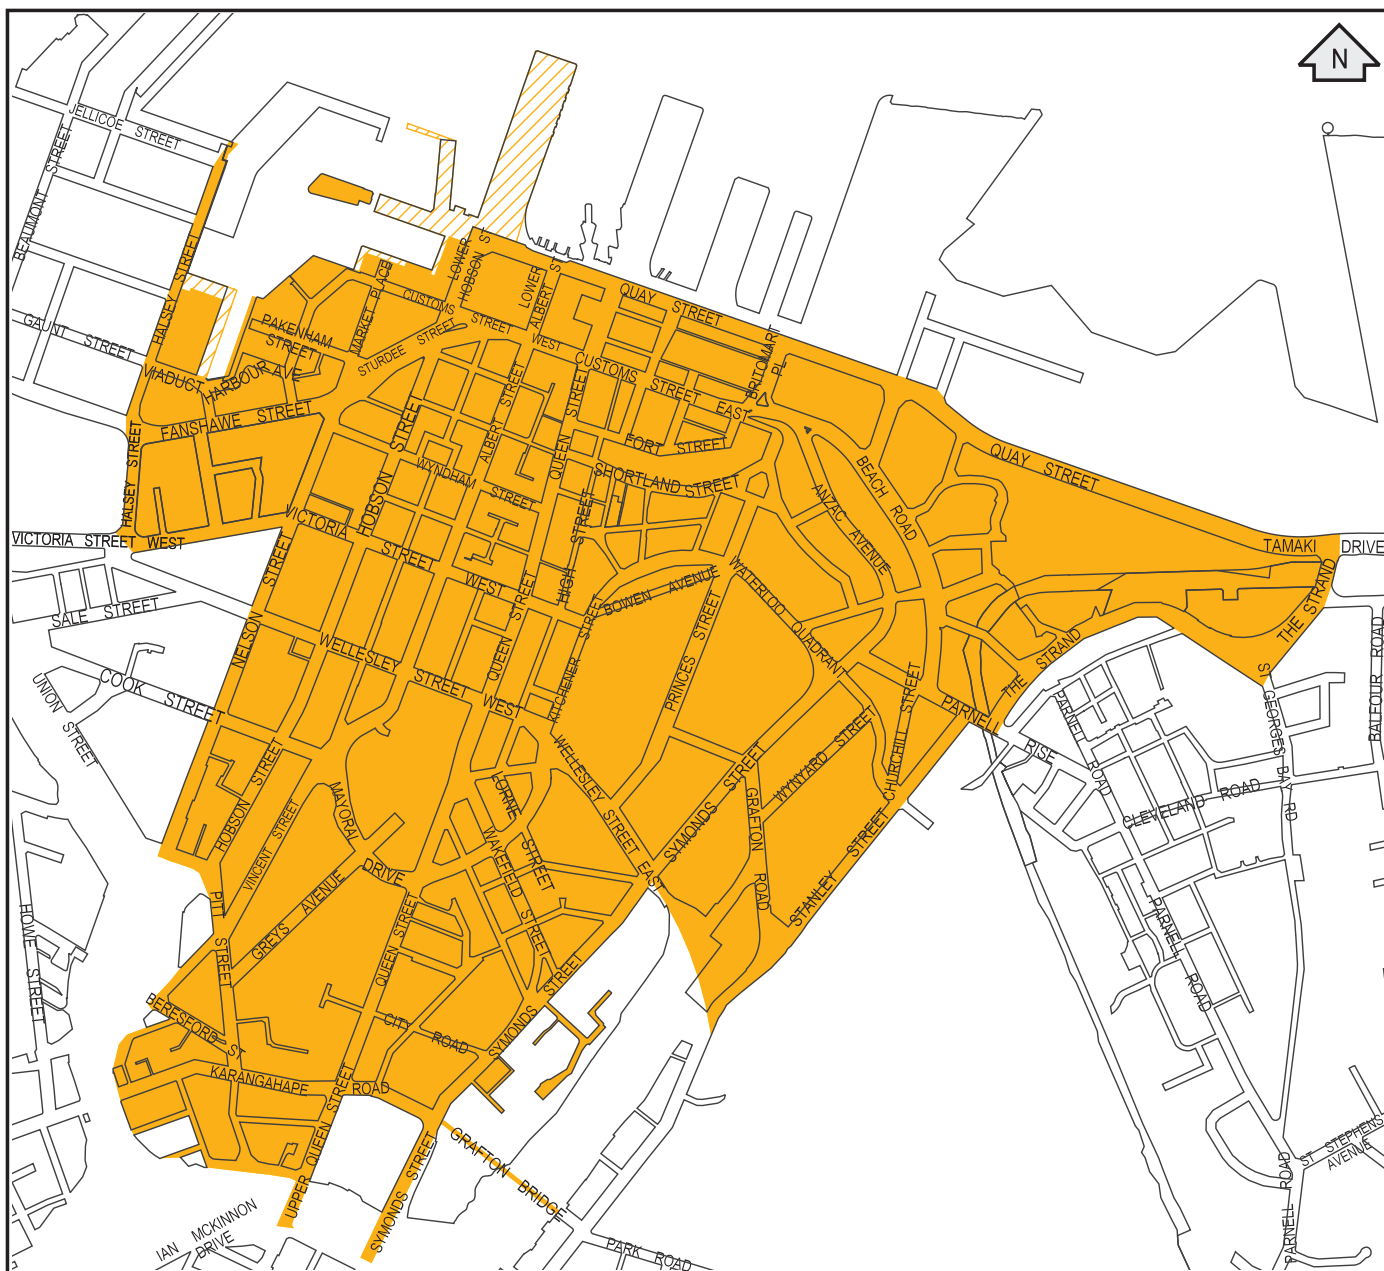 N
JELLICOE STREET
BEAUMONT STREET
HALSEY STREET
GAUNT STREET
VIADUCT HARBOUR AVE
PAKENHAM STREET
MARKET PLACE
CUSTOMS STREET WEST
STURDEE STREET
LOWER HOBSON ST
LOWER ALBERT ST
QUAY STREET
BRITOMART PL
CUSTOMS STREET EAST
FANSHAWE STREET
HALSEY STREET
HOBSON STREET
ALBERT STREET
QUEEN STREET
FORT STREET
SHORTLAND STREET
WYNDHAM STREET
BEACH ROAD
ANZAC AVENUE
QUAY STREET
TAMAKI DRIVE
THE STRAND
VICTORIA STREET WEST
VICTORIA STREET WEST
HIGH STREET
BOWEN AVENUE
WATERLOO QUADRANT
PRINCES STREET
KITCHENER STREET
QUEEN STREET
NELSON STREET
SALE STREET
COOK STREET
UNION STREET
WELLESLEY STREET WEST
THE STRAND
PARNELL RISE
PARNELL ROAD
ST GEORGES BAY RD
BALFOUR ROAD
CLEVELAND ROAD
CHURCHILL STREET
WYNYARD STREET
SYMONDS STREET
GRAFTON ROAD
STANLEY STREET
WELLESLEY STREET EAST
LORNE STREET
WAKEFIELD STREET
HOBSON STREET
VINCENT STREET
MAYORAL DRIVE
GREYS AVENUE
PITT STREET
QUEEN STREET
HOWE STREET
BERESFORD ST
CITY ROAD
SYMONDS STREET
KARANGAHAPE ROAD
UPPER QUEEN STREET
SYMONDS STREET
GRAFTON BRIDGE
PARK ROAD
IAN MCKINNON DRIVE
PARNELL ROAD
ST STEPHENS AVENUE
PARNELL ROAD